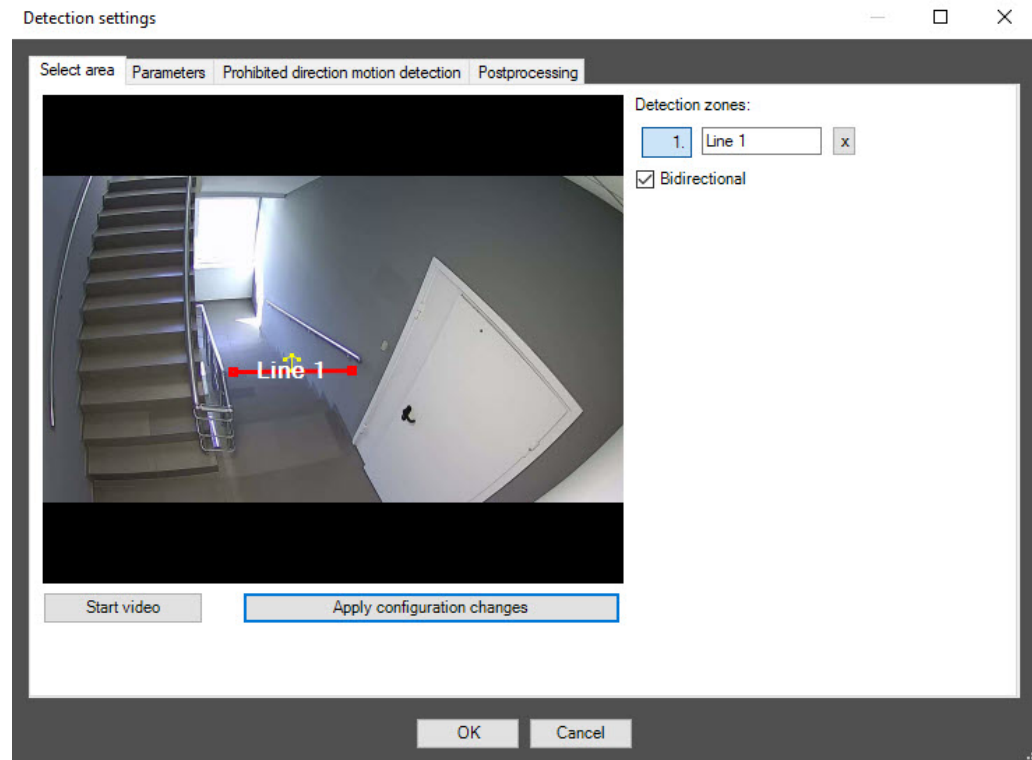 Detection settings
Select area
Parameters
Prohibited direction motion detection
Postprocessing
Detection zones:
1.
Line 1
x
Bidirectional
Line 1
Start video
Apply configuration changes
OK
Cancel